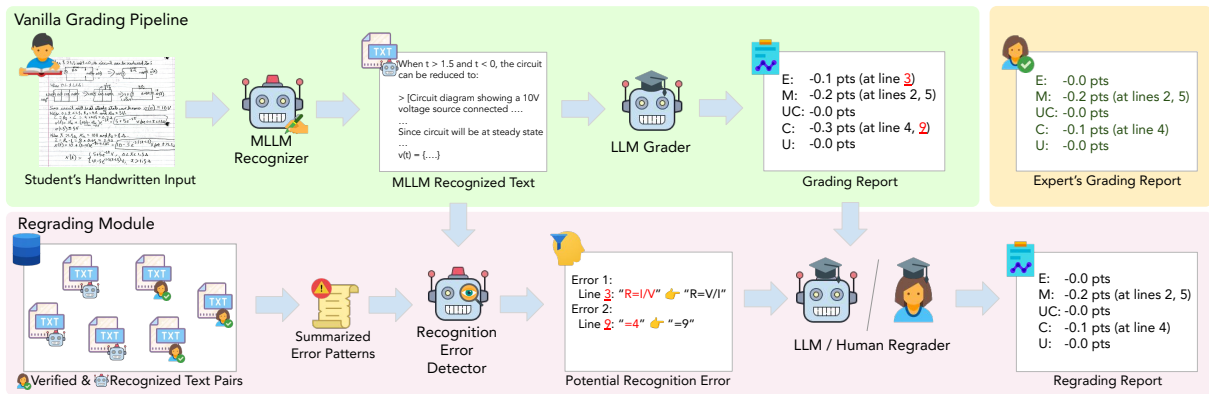 Vanilla Grading Pipeline
TXT
When t > 1.5 and t < 0, the circuit
can be reduced to:
> [Circuit diagram showing a 10V
voltage source connected ....
...
Since circuit will be at steady state
...
v(t) = {....}
E: -0.1 pts (at line 3)
M: -0.2 pts (at lines 2, 5)
UC: -0.0 pts
C: -0.3 pts (at line 4, 9)
U: -0.0 pts
E: -0.0 pts
M: -0.2 pts (at lines 2, 5)
UC: -0.0 pts
C: -0.1 pts (at line 4)
U: -0.0 pts
MLLM
Recognizer
LLM Grader
Student's Handwritten Input
MLLM Recognized Text
Grading Report
Expert's Grading Report
Regrading Module
TXT
TXT
TXT
TXT
TXT
TXT
Summarized
Error Patterns
Recognition
Error
Detector
Error 1:
Line 3: "R=I/V" 👉 "R=V/I"
Error 2:
Line 9: "=4" 👉 "=9"
LLM / Human Regrader
E: -0.0 pts
M: -0.2 pts (at lines 2, 5)
UC: -0.0 pts
C: -0.1 pts (at line 4)
U: -0.0 pts
Verified & Recognized Text Pairs
Potential Recognition Error
Regrading Report